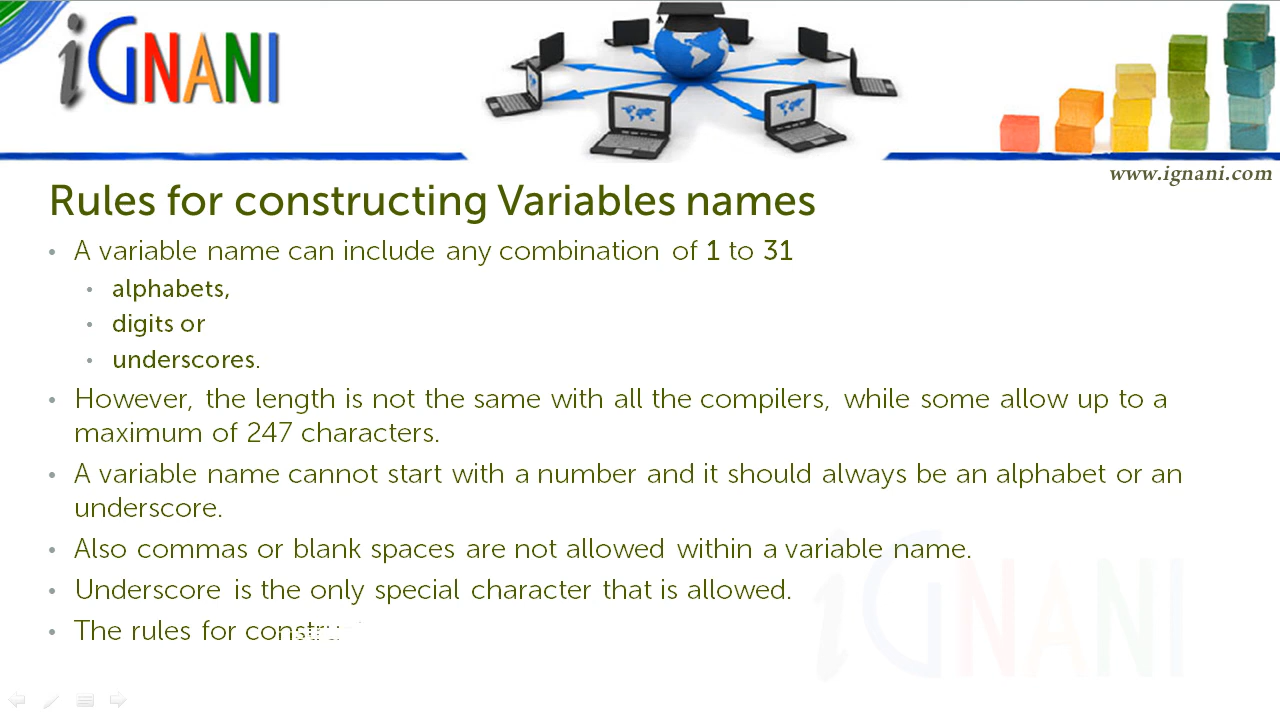 iGNANI
www.ignani.com
Rules for constructing Variables names
• A variable name can include any combination of 1 to 31
• alphabets,
• digits or
• underscores.
• However, the length is not the same with all the compilers, while some allow up to a
maximum of 247 characters.
• A variable name cannot start with a number and it should always be an alphabet or an
underscore.
• Also commas or blank spaces are not allowed within a variable name.
• Underscore is the only special character that is allowed.
• The rules for
iGNANI